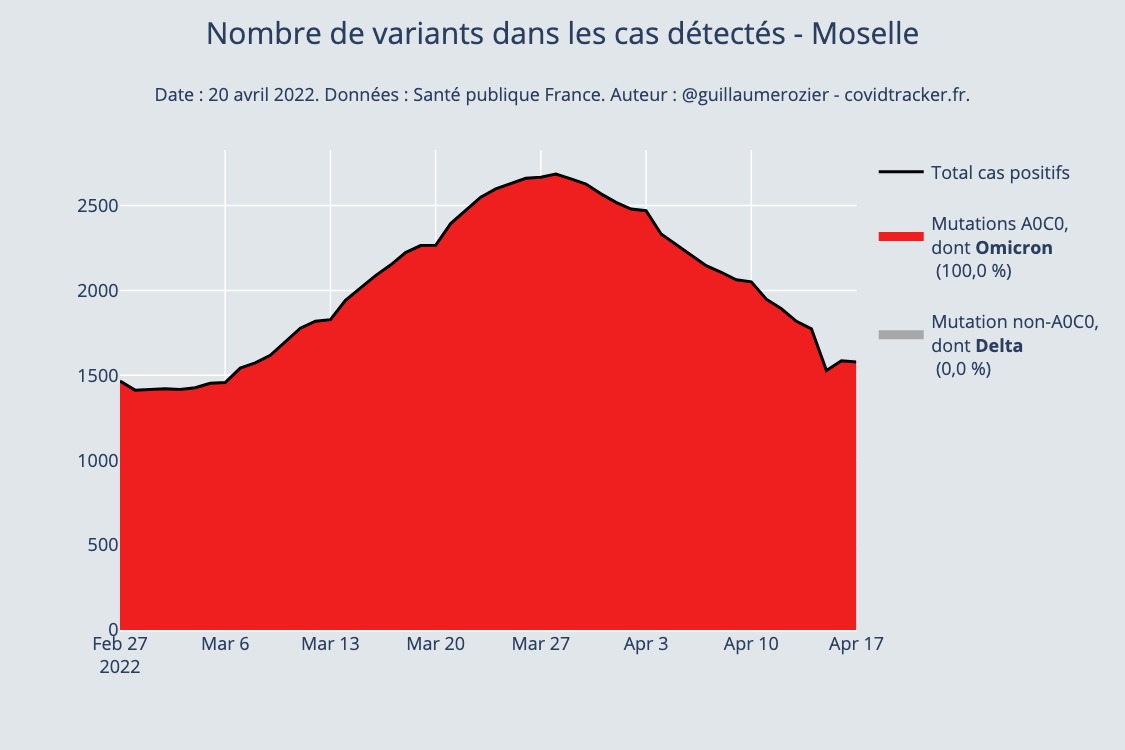 Nombre de variants dans les cas détectés - Moselle
Date : 20 avril 2022. Données : Santé publique France. Auteur : @guillaumerozier - covidtracker.fr.
Total cas positifs
Mutations A0C0,
dont Omicron
(100,0 %)
Mutation non-A0C0,
dont Delta
(0,0 %)
2500
2000
1500
1000
500
0
Feb 27
2022
Mar 6
Mar 13
Mar 20
Mar 27
Apr 3
Apr 10
Apr 17